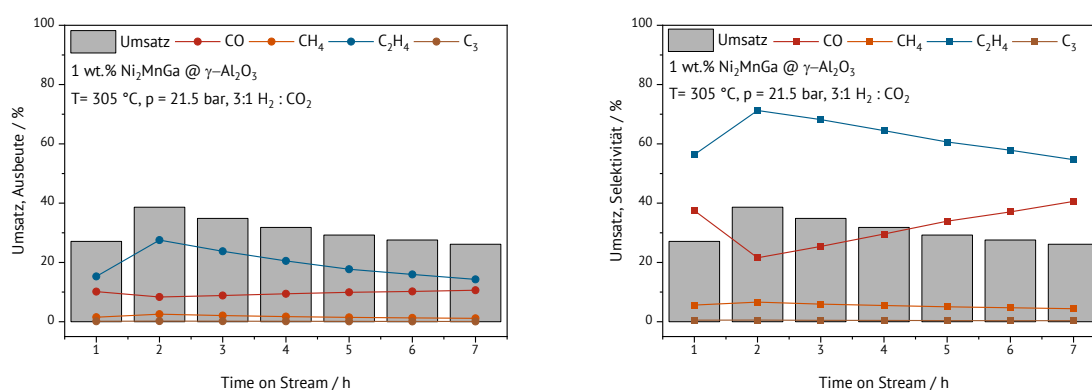 100
80
60
40
20
0
Umsatz, Ausbeute / %
Umsatz CO CH₄ C₂H₄ C₃
1 wt.% Ni₂MnGa @ γ–Al₂O₃
T= 305 °C, p = 21.5 bar, 3:1 H₂ : CO₂
1 2 3 4 5 6 7
Time on Stream / h
100
80
60
40
20
0
Umsatz, Selektivität / %
Umsatz CO CH₄ C₂H₄ C₃
1 wt.% Ni₂MnGa @ γ–Al₂O₃
T= 305 °C, p = 21.5 bar, 3:1 H₂ : CO₂
1 2 3 4 5 6 7
Time on Stream / h